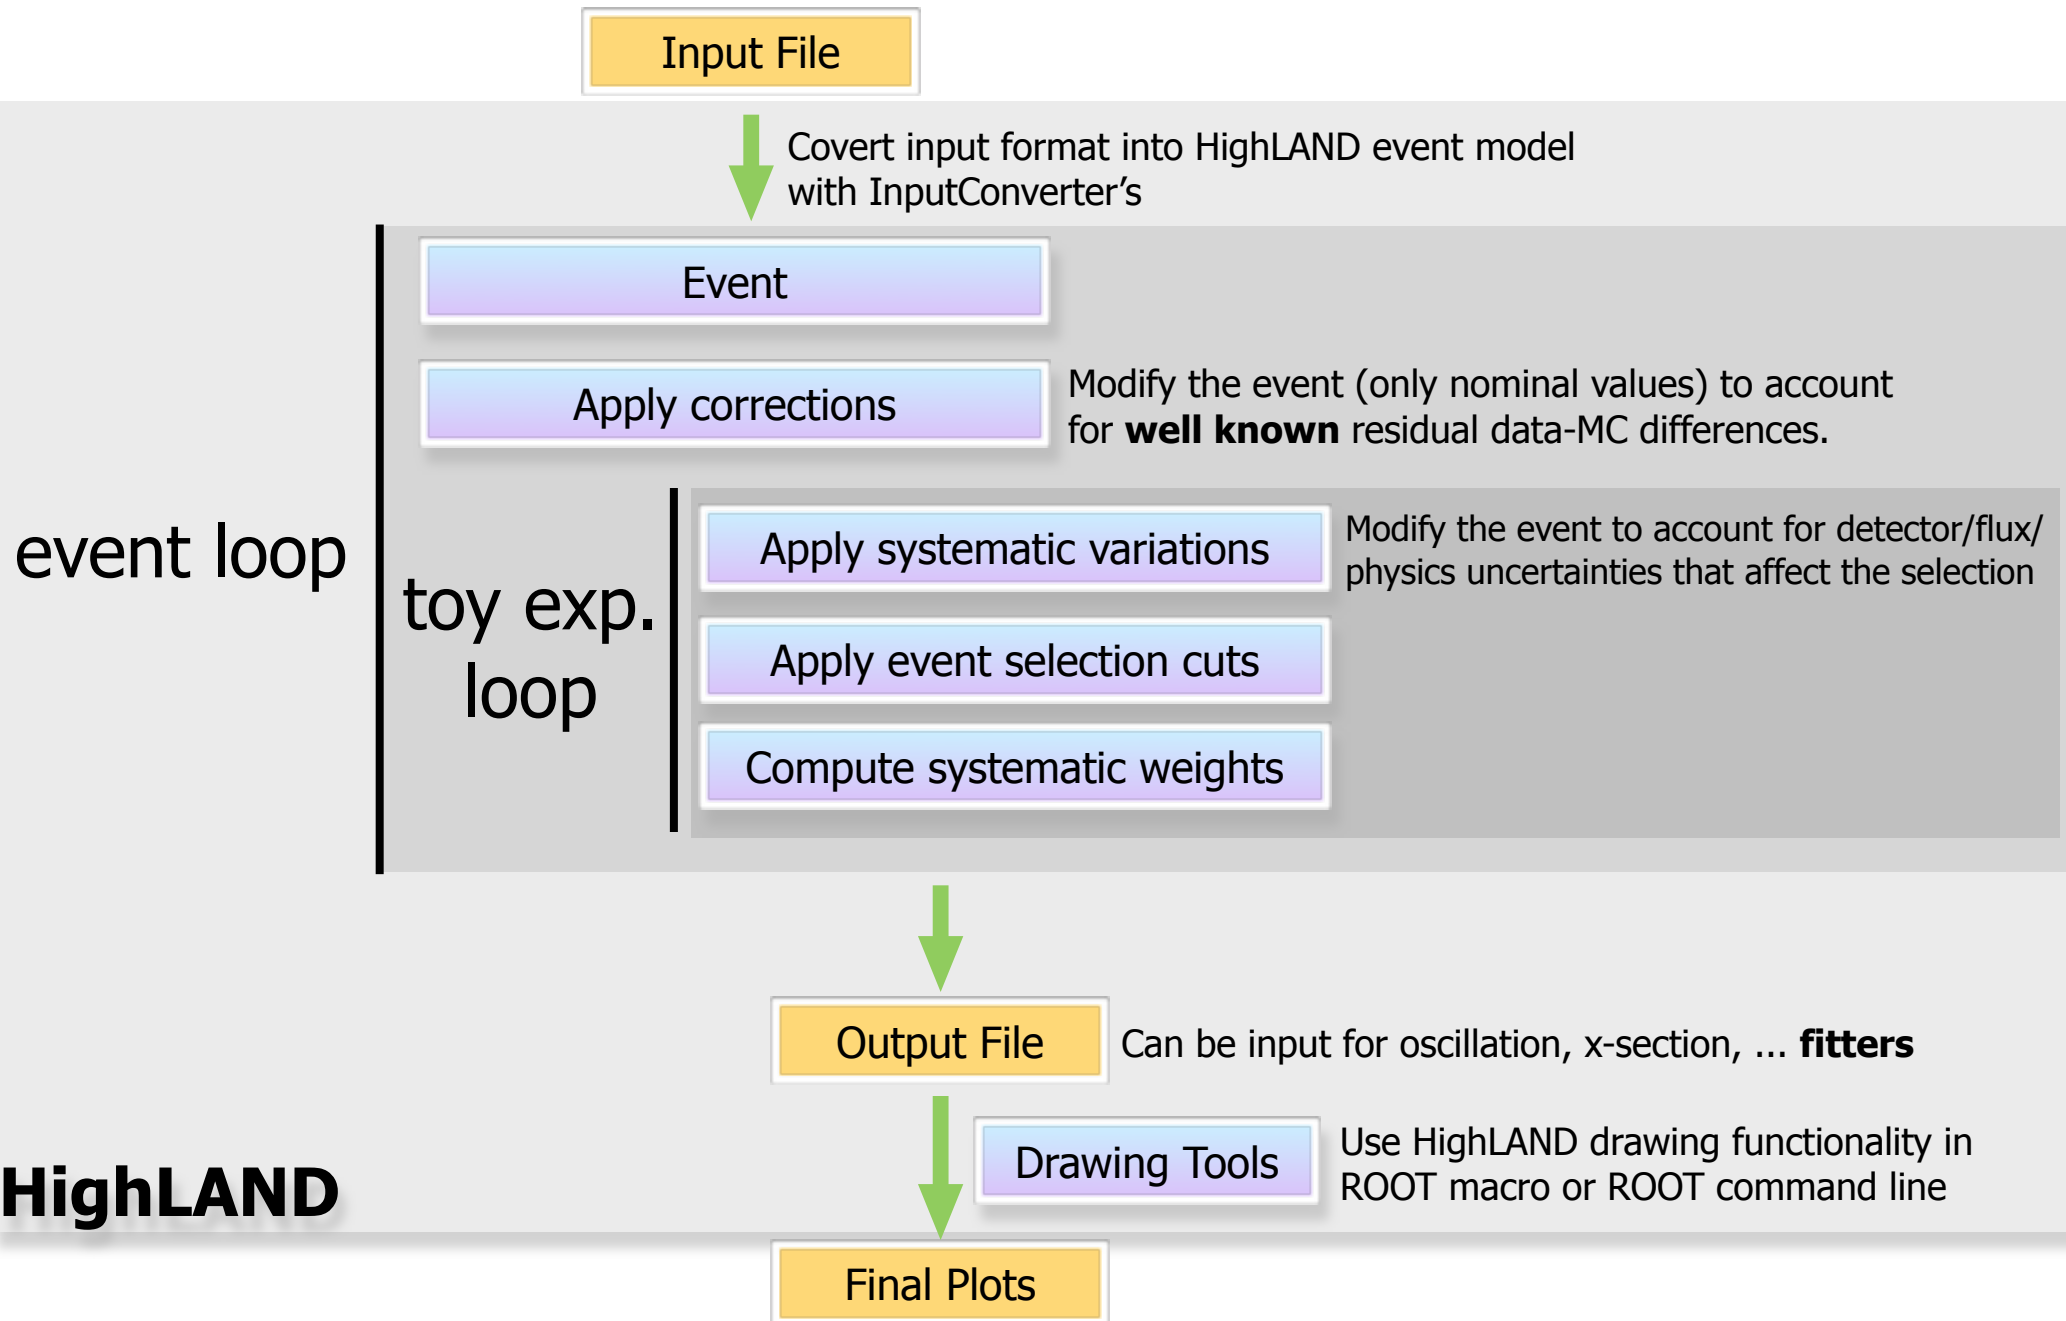 Input File
Covert input format into HighLAND event model
with InputConverter’s
Event
Apply corrections
Modify the event (only nominal values) to account
for well known residual data-MC differences.
event loop
toy exp.
loop
Apply systematic variations
Modify the event to account for detector/flux/
physics uncertainties that affect the selection
Apply event selection cuts
Compute systematic weights
Output File
Can be input for oscillation, x-section, ... fitters
Drawing Tools
Use HighLAND drawing functionality in
ROOT macro or ROOT command line
HighLAND
Final Plots